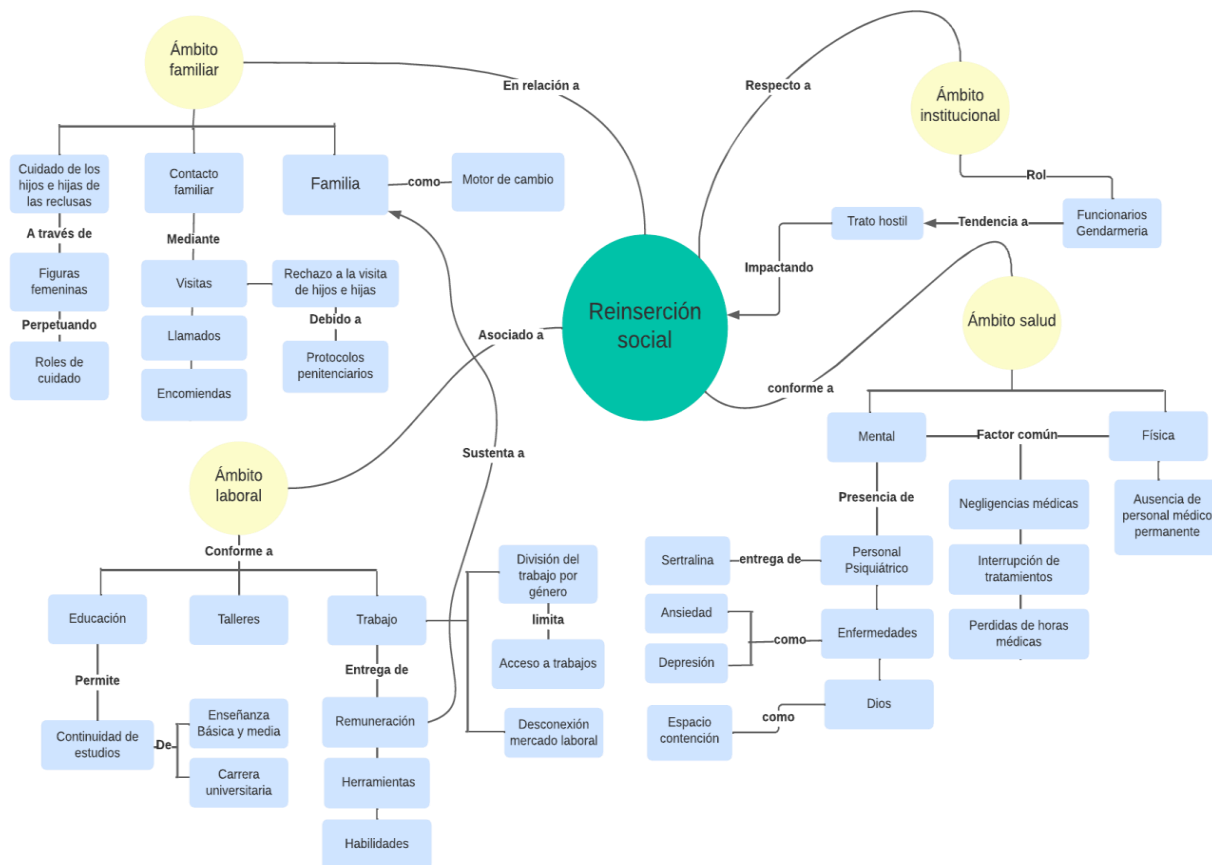 Ámbito
familiar
En relación a
Respecto a
Ámbito
institucional
Cuidado de los
hijos e hijas de
las reclusas
Contacto
familiar
Familia
como
Motor de cambio
Rol
Funcionarios
Gendarmeria
Tendencia a
Trato hostil
Impactando
A través de
Figuras
femeninas
Perpetuando
Roles de
cuidado
Mediante
Visitas
Llamados
Encomiendas
Rechazo a la visita
de hijos e hijas
Debido a
Protocolos
penitenciarios
Reinserción
social
Asociado a
conforme a
Ámbito salud
Sustenta a
Ámbito
laboral
Conforme a
Educación
Talleres
Trabajo
Permite
Continuidad de
estudios
De
Enseñanza
Básica y media
Carrera
universitaria
Entrega de
Remuneración
Herramientas
Habilidades
División del
trabajo por
género
limita
Acceso a trabajos
Desconexión
mercado laboral
Mental
Factor común
Física
Presencia de
Negligencias médicas
Ausencia de
personal médico
permanente
Sertralina
entrega de
Personal
Psiquiátrico
Interrupción de
tratamientos
Ansiedad
Depresión
como
Enfermedades
Perdidas de horas
médicas
Espacio
contención
como
Dios